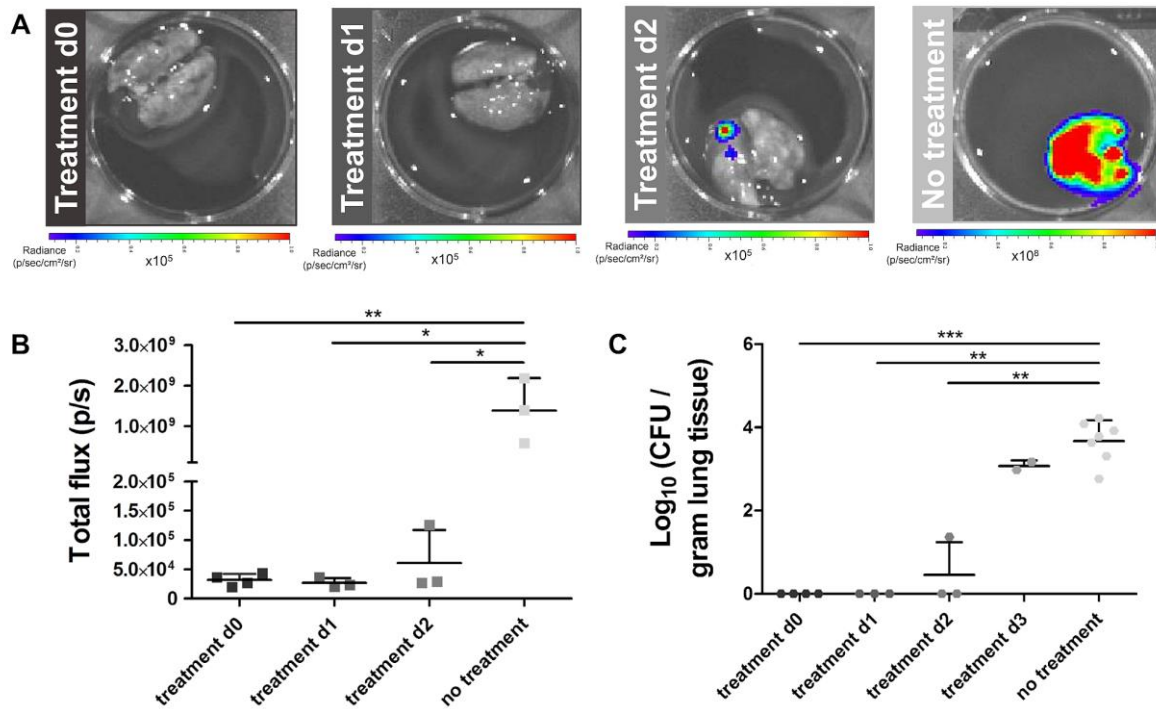 A
Treatment d0
Treatment d1
Treatment d2
No treatment
Radiance
(p/sec/cm²/sr)
x10⁵
Radiance
(p/sec/cm²/sr)
x10⁵
Radiance
(p/sec/cm²/sr)
x10⁵
Radiance
(p/sec/cm²/sr)
x10⁸
B
**
*
*
Total flux (p/s)
3.0×10⁹
2.0×10⁹
1.0×10⁹
2.0×10⁵
1.5×10⁵
1.0×10⁵
5.0×10⁴
0
treatment d0
treatment d1
treatment d2
no treatment
C
***
**
**
Log₁₀ (CFU /
gram lung tissue)
6
4
2
0
treatment d0
treatment d1
treatment d2
treatment d3
no treatment